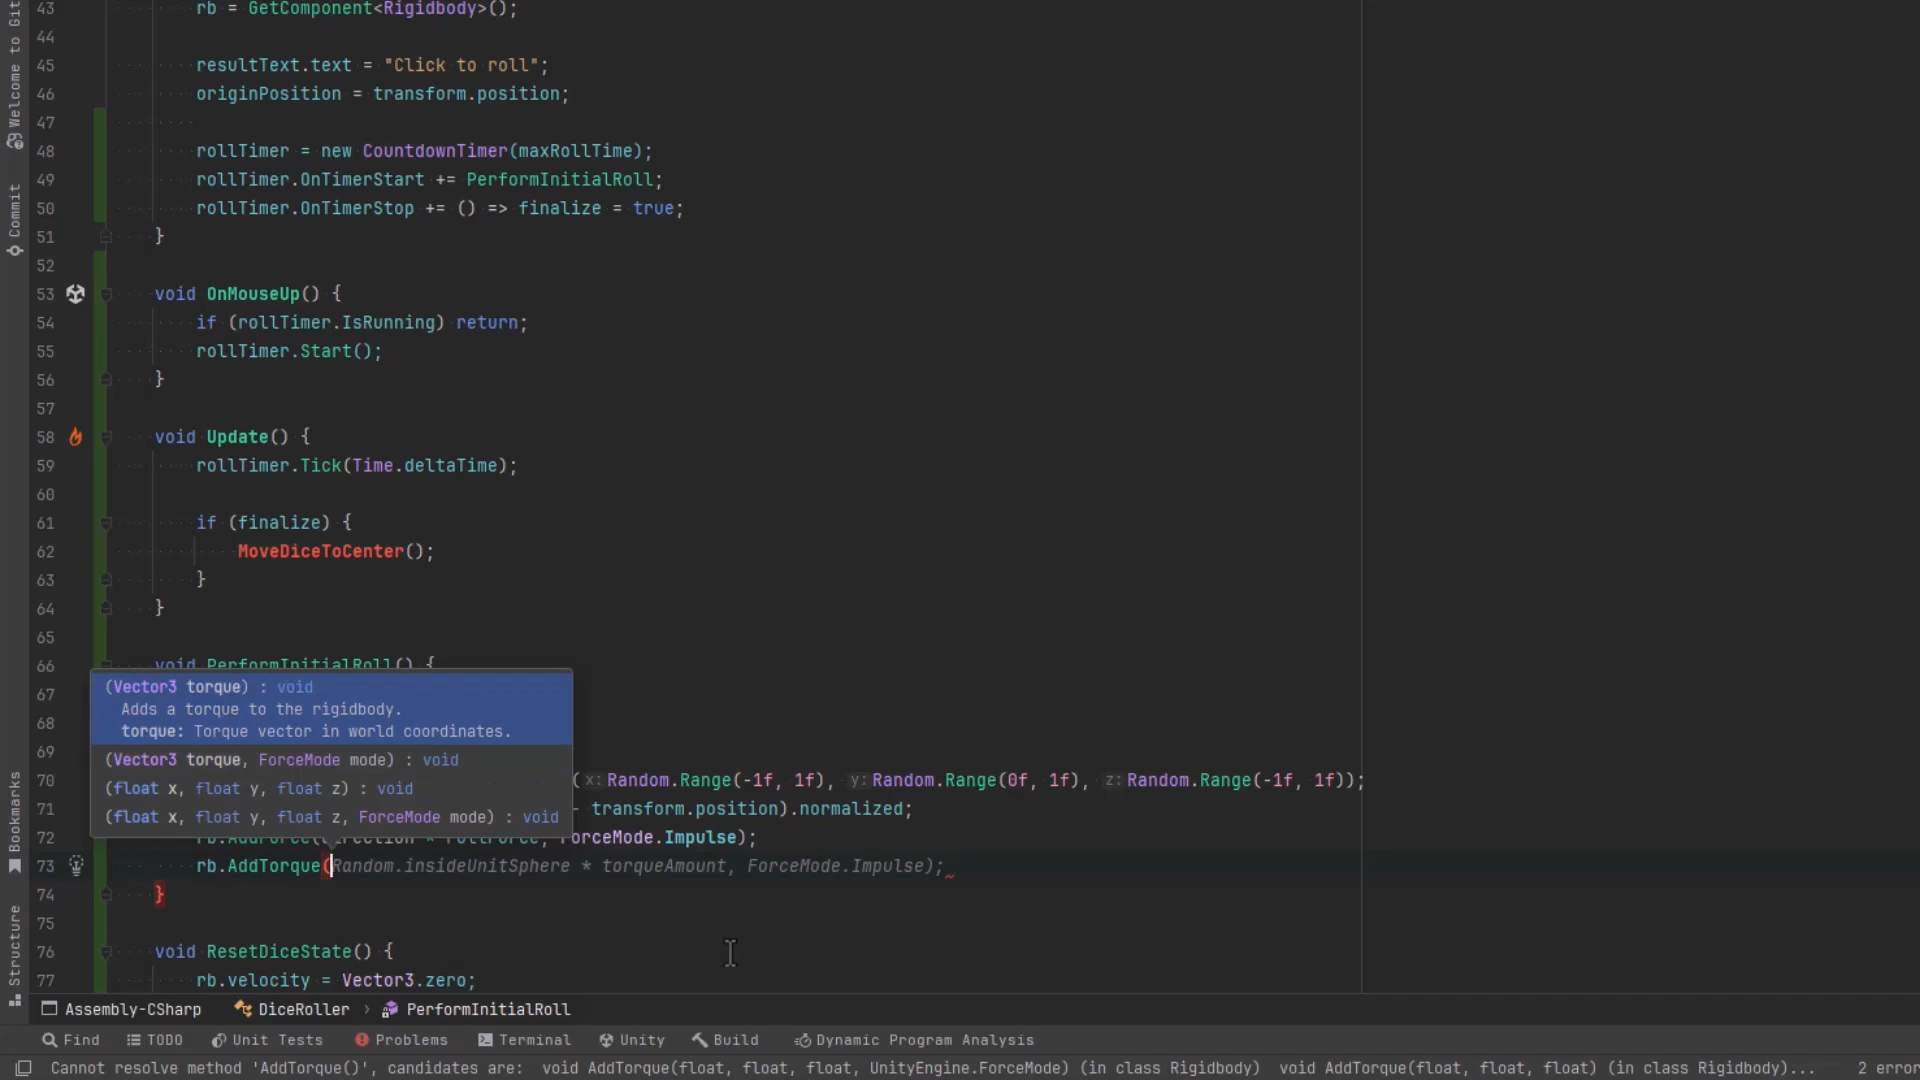 Welcome to Git
Commit
Bookmarks
Structure
43 rb = GetComponent<Rigidbody>();
44
45 resultText.text = "Click to roll";
46 originPosition = transform.position;
47
48 rollTimer = new CountdownTimer(maxRollTime);
49 rollTimer.OnTimerStart += PerformInitialRoll;
50 rollTimer.OnTimerStop += () => finalize = true;
51 }
52
53 void OnMouseUp() {
54 if (rollTimer.IsRunning) return;
55 rollTimer.Start();
56 }
57
58 void Update() {
59 rollTimer.Tick(Time.deltaTime);
60
61 if (finalize) {
62 MoveDiceToCenter();
63 }
64 }
65
66 void PerformInitialRoll() {
67 (Vector3 torque) : void
Adds a torque to the rigidbody.
68
torque: Torque vector in world coordinates.
69 (Vector3 torque, ForceMode mode) : void
70 (x: Random.Range(-1f, 1f), y: Random.Range(0f, 1f), z: Random.Range(-1f, 1f));
(float x, float y, float z) : void
71 - transform.position).normalized;
(float x, float y, float z, ForceMode mode) : void
72 rb.AddForce(direction * rollForce, ForceMode.Impulse);
73 rb.AddTorque(Random.insideUnitSphere * torqueAmount, ForceMode.Impulse);
74 }
75
76 void ResetDiceState() {
77 rb.velocity = Vector3.zero;
Assembly-CSharp DiceRoller › PerformInitialRoll
Find TODO Unit Tests Problems Terminal Unity Build Dynamic Program Analysis
Cannot resolve method 'AddTorque()', candidates are: void AddTorque(float, float, float, UnityEngine.ForceMode) (in class Rigidbody) void AddTorque(float, float, float) (in class Rigidbody)... 2 error